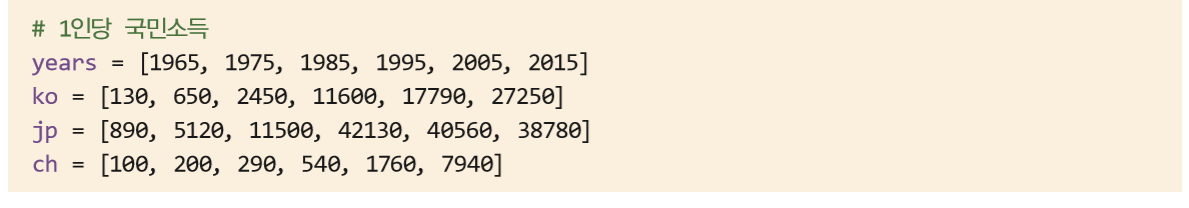 # 1인당 국민소득
years = [1965, 1975, 1985, 1995, 2005, 2015]
ko = [130, 650, 2450, 11600, 17790, 27250]
jp = [890, 5120, 11500, 42130, 40560, 38780]
ch = [100, 200, 290, 540, 1760, 7940]